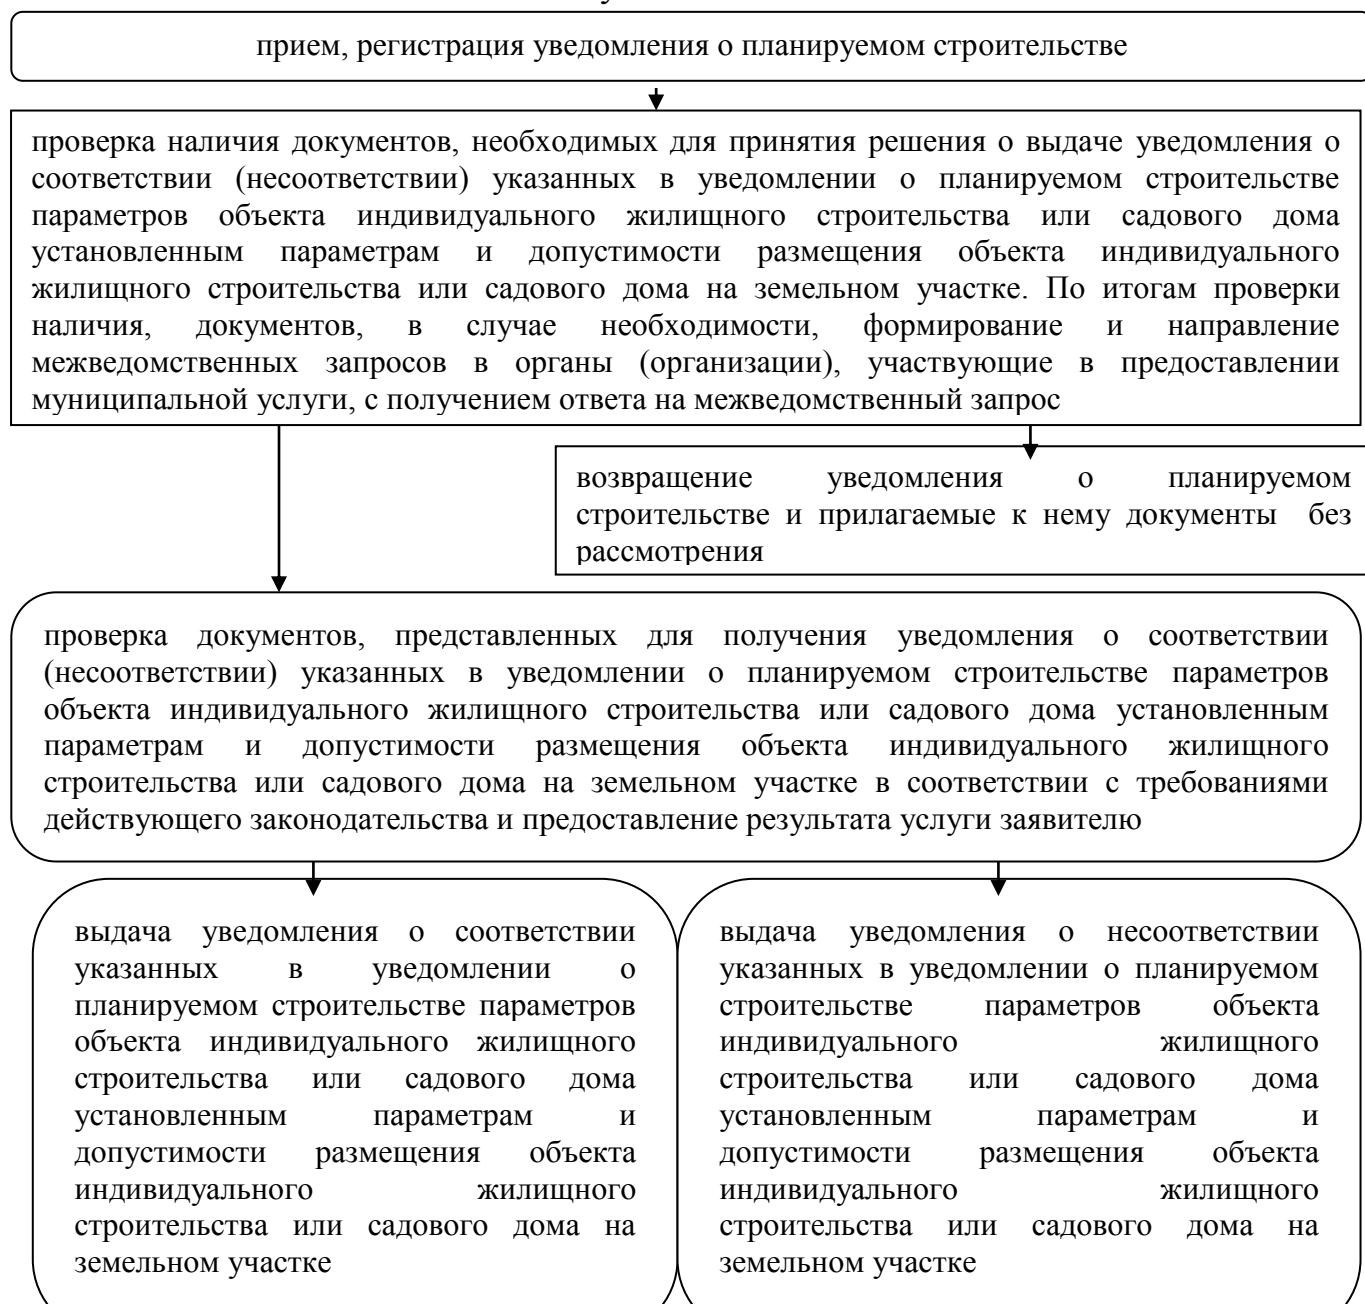 прием, регистрация уведомления о планируемом строительстве
проверка наличия документов, необходимых для принятия решения о выдаче уведомления о
соответствии (несоответствии) указанных в уведомлении о планируемом строительстве
параметров объекта индивидуального жилищного строительства или садового дома
установленным параметрам и допустимости размещения объекта индивидуального
жилищного строительства или садового дома на земельном участке. По итогам проверки
наличия, документов, в случае необходимости, формирование и направление
межведомственных запросов в органы (организации), участвующие в предоставлении
муниципальной услуги, с получением ответа на межведомственный запрос
возвращение уведомления о планируемом
строительстве и прилагаемые к нему документы без
рассмотрения
проверка документов, представленных для получения уведомления о соответствии
(несоответствии) указанных в уведомлении о планируемом строительстве параметров
объекта индивидуального жилищного строительства или садового дома установленным
параметрам и допустимости размещения объекта индивидуального жилищного
строительства или садового дома на земельном участке в соответствии с требованиями
действующего законодательства и предоставление результата услуги заявителю
выдача уведомления о соответствии
указанных в уведомлении о
планируемом строительстве параметров
объекта индивидуального жилищного
строительства или садового дома
установленным параметрам и
допустимости размещения объекта
индивидуального жилищного
строительства или садового дома на
земельном участке
выдача уведомления о несоответствии
указанных в уведомлении о планируемом
строительстве параметров объекта
индивидуального жилищного
строительства или садового дома
установленным параметрам и
допустимости размещения объекта
индивидуального жилищного
строительства или садового дома на
земельном участке